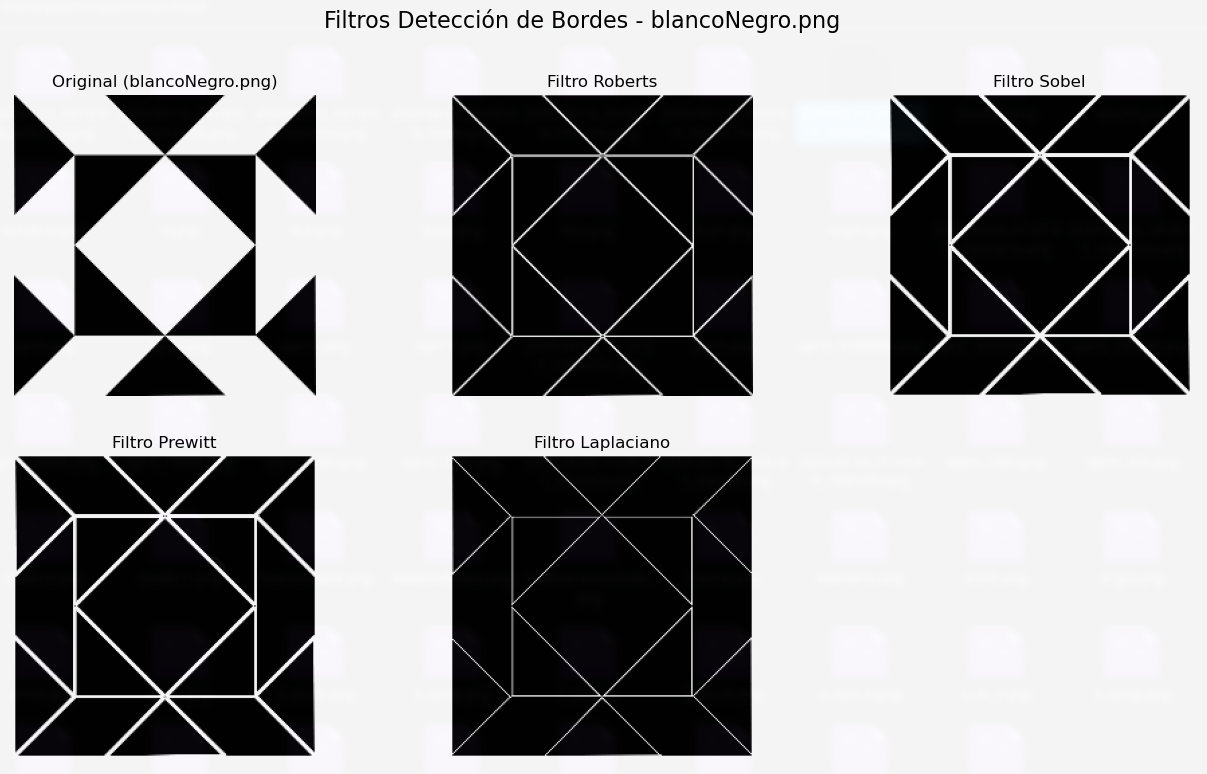 Filtros Detección de Bordes - blancoNegro.png
Original (blancoNegro.png)
Filtro Roberts
Filtro Sobel
Filtro Prewitt
Filtro Laplaciano